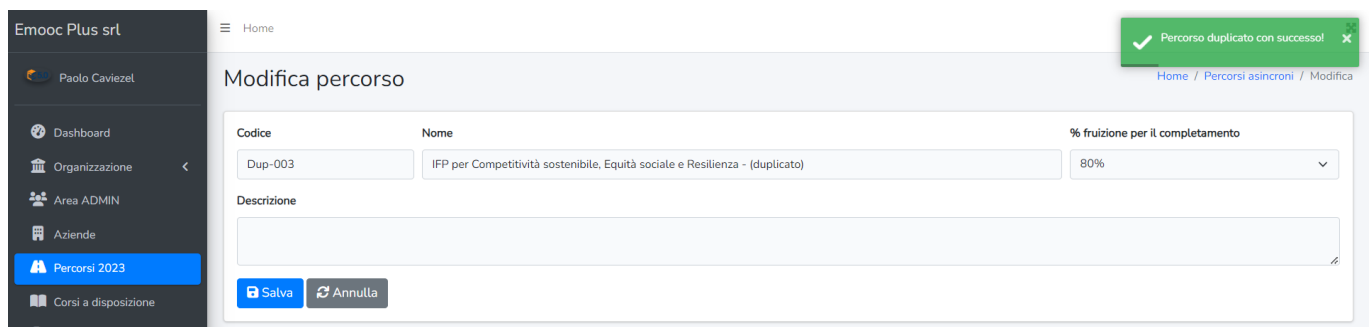 Emooc Plus srl
Home
Percorso duplicato con successo!
Paolo Caviezel
Modifica percorso
Home / Percorsi asincroni / Modifica
Dashboard
Organizzazione
Area ADMIN
Aziende
Percorsi 2023
Corsi a disposizione
Codice
Nome
% fruizione per il completamento
Dup-003
IFP per Competitività sostenibile, Equità sociale e Resilienza - (duplicato)
80%
Descrizione
Salva
Annulla